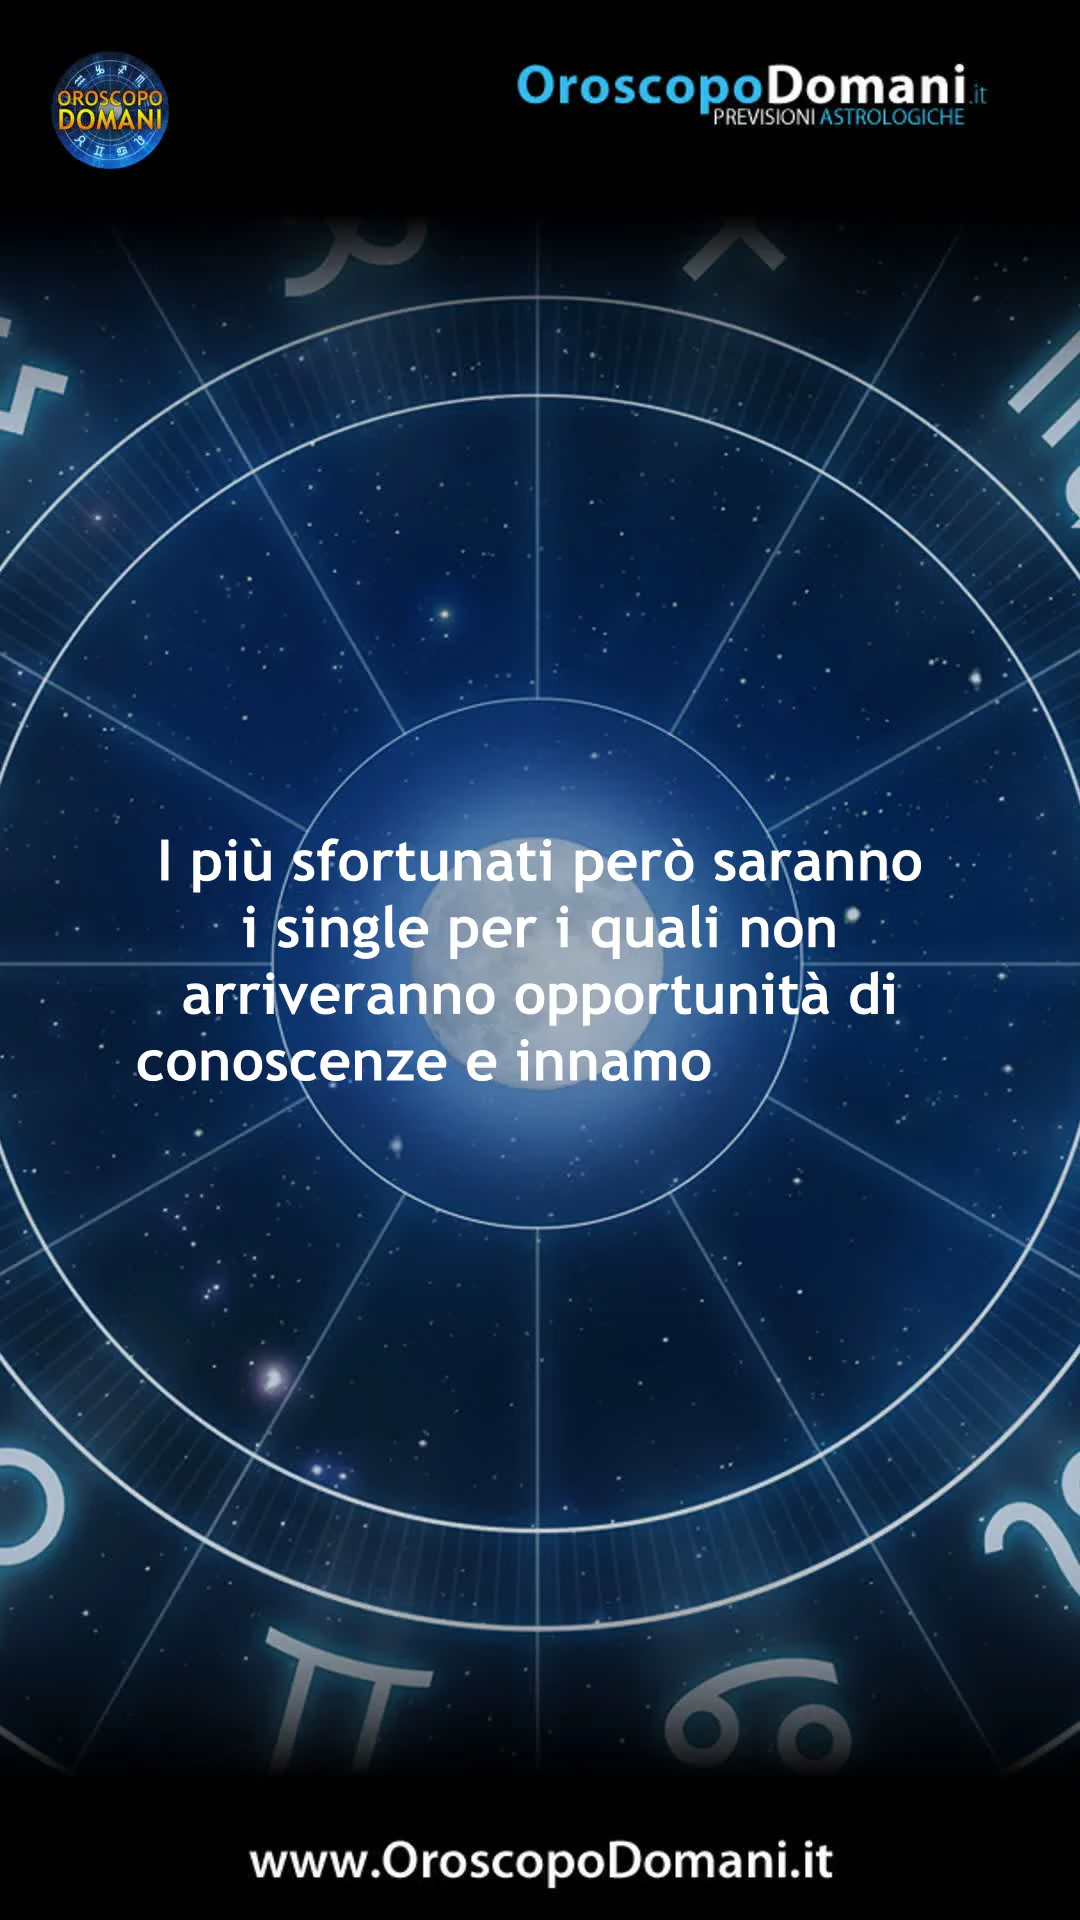 OROSCOPO
DOMANI
OroscopoDomani.it
PREVISIONI ASTROLOGICHE
I più sfortunati però saranno
i single per i quali non
arriveranno opportunità di
conoscenze e innamo
www.OroscopoDomani.it